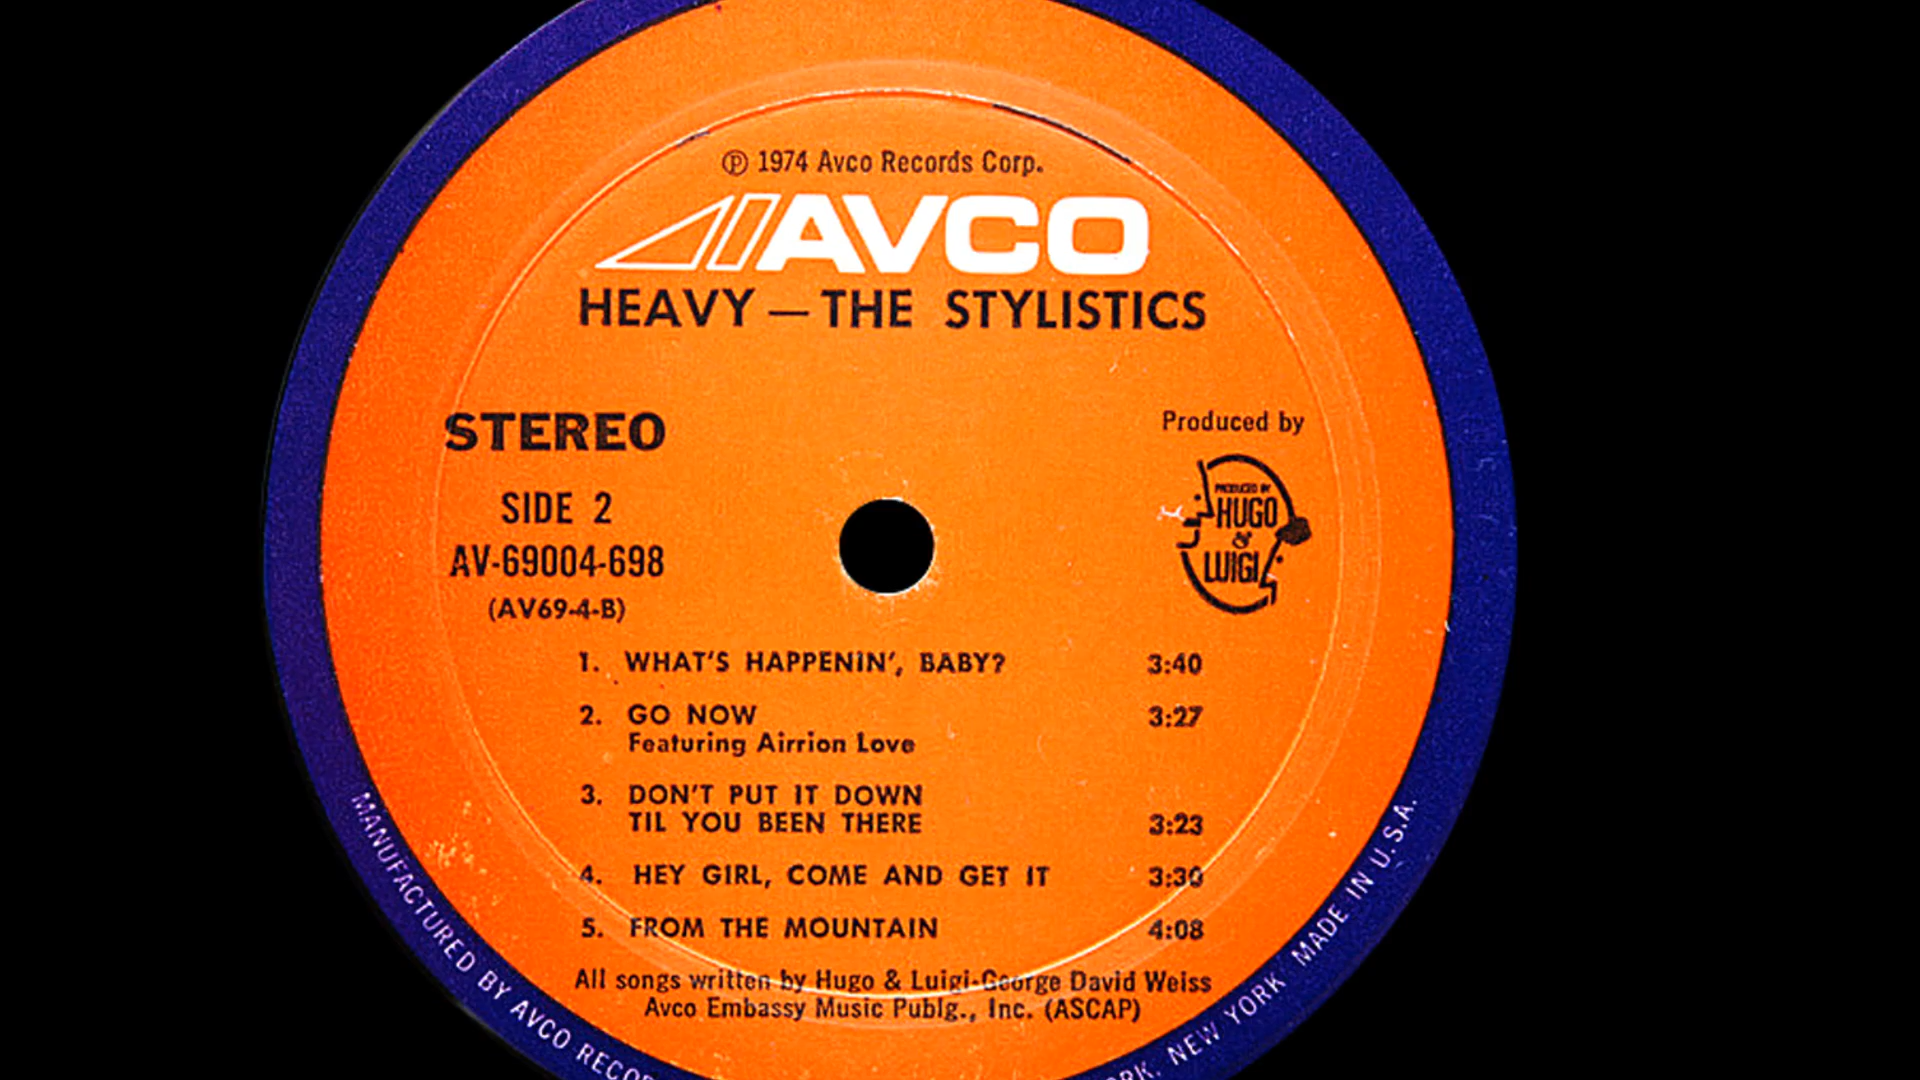 ℗ 1974 Avco Records Corp.
AVCO
HEAVY — THE STYLISTICS
STEREO
SIDE 2
AV-69004-698
(AV69-4-B)
Produced by
PRODUCED BY
HUGO
&
LUIGI
1. WHAT'S HAPPENIN', BABY? 3:40
2. GO NOW 3:27
Featuring Airrion Love
3. DON'T PUT IT DOWN
TIL YOU BEEN THERE 3:23
4. HEY GIRL, COME AND GET IT 3:30
5. FROM THE MOUNTAIN 4:08
All songs written by Hugo & Luigi-George David Weiss
Avco Embassy Music Publg., Inc. (ASCAP)
MANUFACTURED BY AVCO RECOR
RK, NEW YORK MADE IN U.S.A.